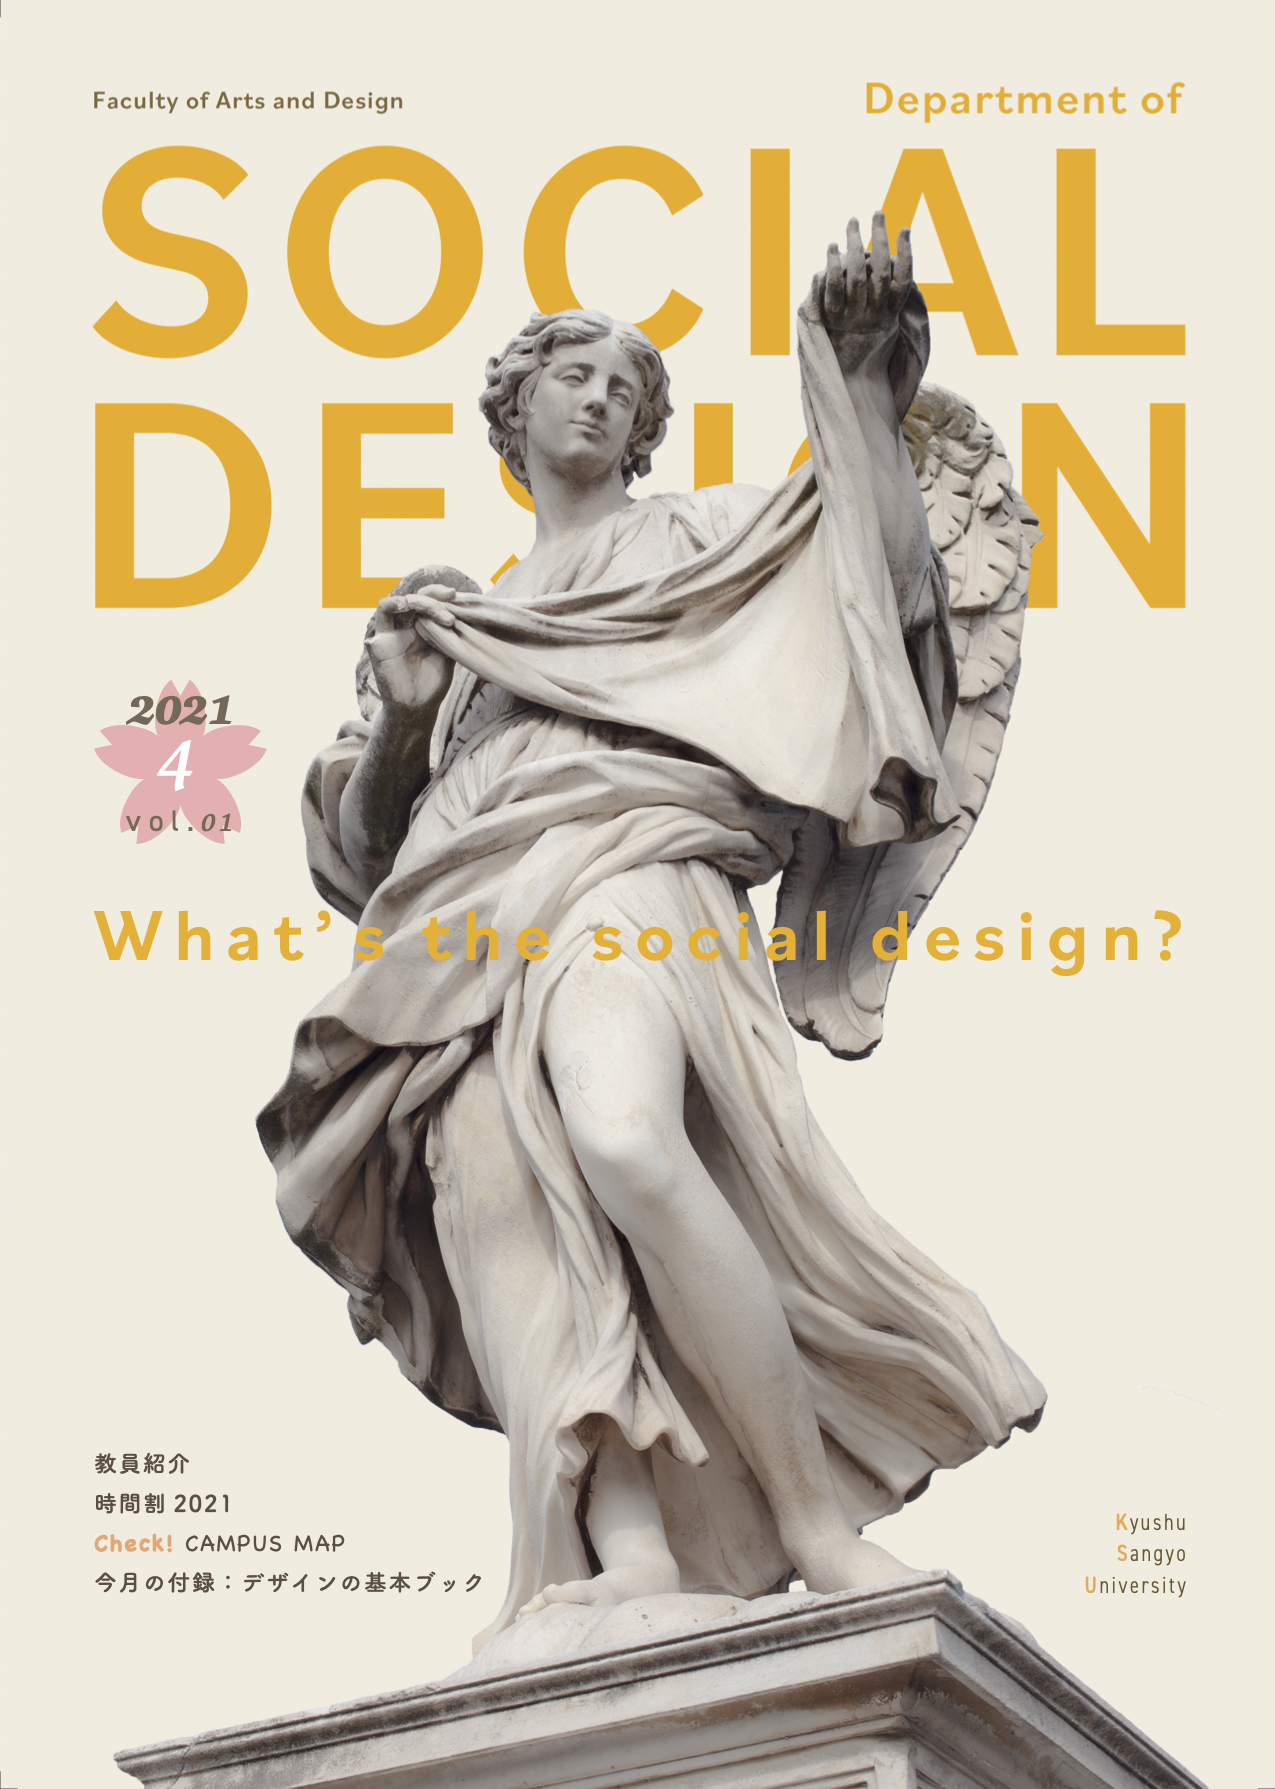 Faculty of Arts and Design
Department of
SOCIAL
DESIGN
2021
4
vol.01
What's the social design?
教員紹介
時間割 2021
Check! CAMPUS MAP
今月の付録：デザインの基本ブック
Kyushu
Sangyo
University